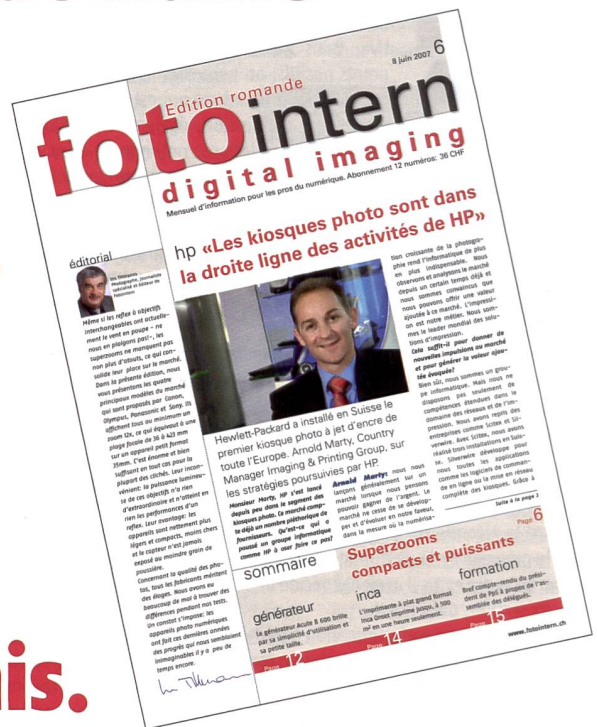 8 juin 2007 6
Edition romande
fotointern
digital imaging
Mensuel d'information pour les pros du numérique. Abonnement 12 numéros: 36 CHF
éditorial
Urs Tillmanns
Photographe, journaliste
spécialisé et éditeur de
Fotointern
Même si les reflex à objectifs
interchangeables ont actuelle-
ment le vent en poupe – ne
nous en plaigons pas!-, les
superzooms ne manquent pas
non plus d'atouts, ce qui con-
solide leur place sur le marché.
Dans la présente édition, nous
vous présentons les quatre
principaux modèles du marché
qui sont proposés par Canon,
Olympus, Panasonic et Sony. Ils
affichent tous au minimum un
zoom 12x, ce qui équivaut à une
plage focale de 36 à 423 mm
sur un appareil petit format
35mm. C'est énorme et bien
suffisant en tout cas pour la
plupart des clichés. Leur incon-
vénient: la puissance lumineu-
se de ces objectifs n'a rien
d'extraordinaire et n'atteint en
rien les performances d'un
reflex. Leur avantage: les
appareils sont nettement plus
légers et compacts, moins chers
et le capteur n'est jamais
exposé au moindre grain de
poussière.
Concernant la qualité des pho-
tos, tous les fabricants méritent
des éloges. Nous avons eu
beaucoup de mal à trouver des
différences pendant nos tests.
Un constat s'impose: les
appareils photo numériques
ont fait ces dernières années
des progrès qui nous semblaient
inimaginables il y a peu de
temps encore.
hp «Les kiosques photo sont dans
la droite ligne des activités de HP»
Hewlett-Packard a installé en Suisse le
premier kiosque photo à jet d'encre de
toute l'Europe. Arnold Marty, Country
Manager Imaging & Printing Group, sur
les stratégies poursuivies par HP.
Monsieur Marty, HP s'est lancé
depuis peu dans le segment des
kiosques photo. Ce marché comp-
te déjà un nombre pléthorique de
fournisseurs. Qu'est-ce qui a
poussé un groupe informatique
comme HP à oser faire ce pas?
Arnold Marty: nous nous
lançons généralement sur un
marché lorsque nous pensons
pouvoir gagner de l'argent. Le
marché ne cesse de se dévelop-
per et d'évoluer en notre faveur,
dans la mesure où la numérisa-
tion croissante de la photogra-
phie rend l'informatique de plus
en plus indispensable. Nous
observons et analysons le marché
depuis un certain temps déjà et
nous sommes convaincus que
nous pouvons offrir une valeur
ajoutée à ce marché. L'impressi-
on est notre métier. Nous som-
mes le leader mondial des solu-
tions d'impression.
Cela suffit-il pour donner de
nouvelles impulsions au marché
et pour générer la valeur ajou-
tée évoquée?
Bien sûr, nous sommes un grou-
pe informatique. Mais nous ne
disposons pas seulement de
compétences étendues dans le
domaine des réseaux et de l'im-
pression. Nous avons repris des
entreprises comme Scitex et Sil-
verwire. Avec Scitex, nous avons
réalisé trois installations en Suis-
se. Silverwire développe pour
nous toutes les applications
comme les logiciels de comman-
de en ligne ou la mise en réseau
complète des kiosques. Grâce à
Suite à la page 3
sommaire
Superzooms
compacts et puissants
Page 6
générateur
Le générateur Acute B 600 brille
par sa simplicité d'utilisation et
sa petite taille.
Page 12
inca
L'imprimante à plat grand format
Inca Onset imprime jusqu'à 500
m² en une heure seulement.
Page 14
formation
Bref compte-rendu du prési-
dent de PpS à propos de l'as-
semblée des délégués.
Page 15
www.fotointern.ch